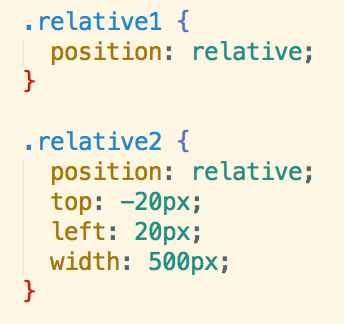 .relative1 {
  position: relative;
}

.relative2 {
  position: relative;
  top: -20px;
  left: 20px;
  width: 500px;
}